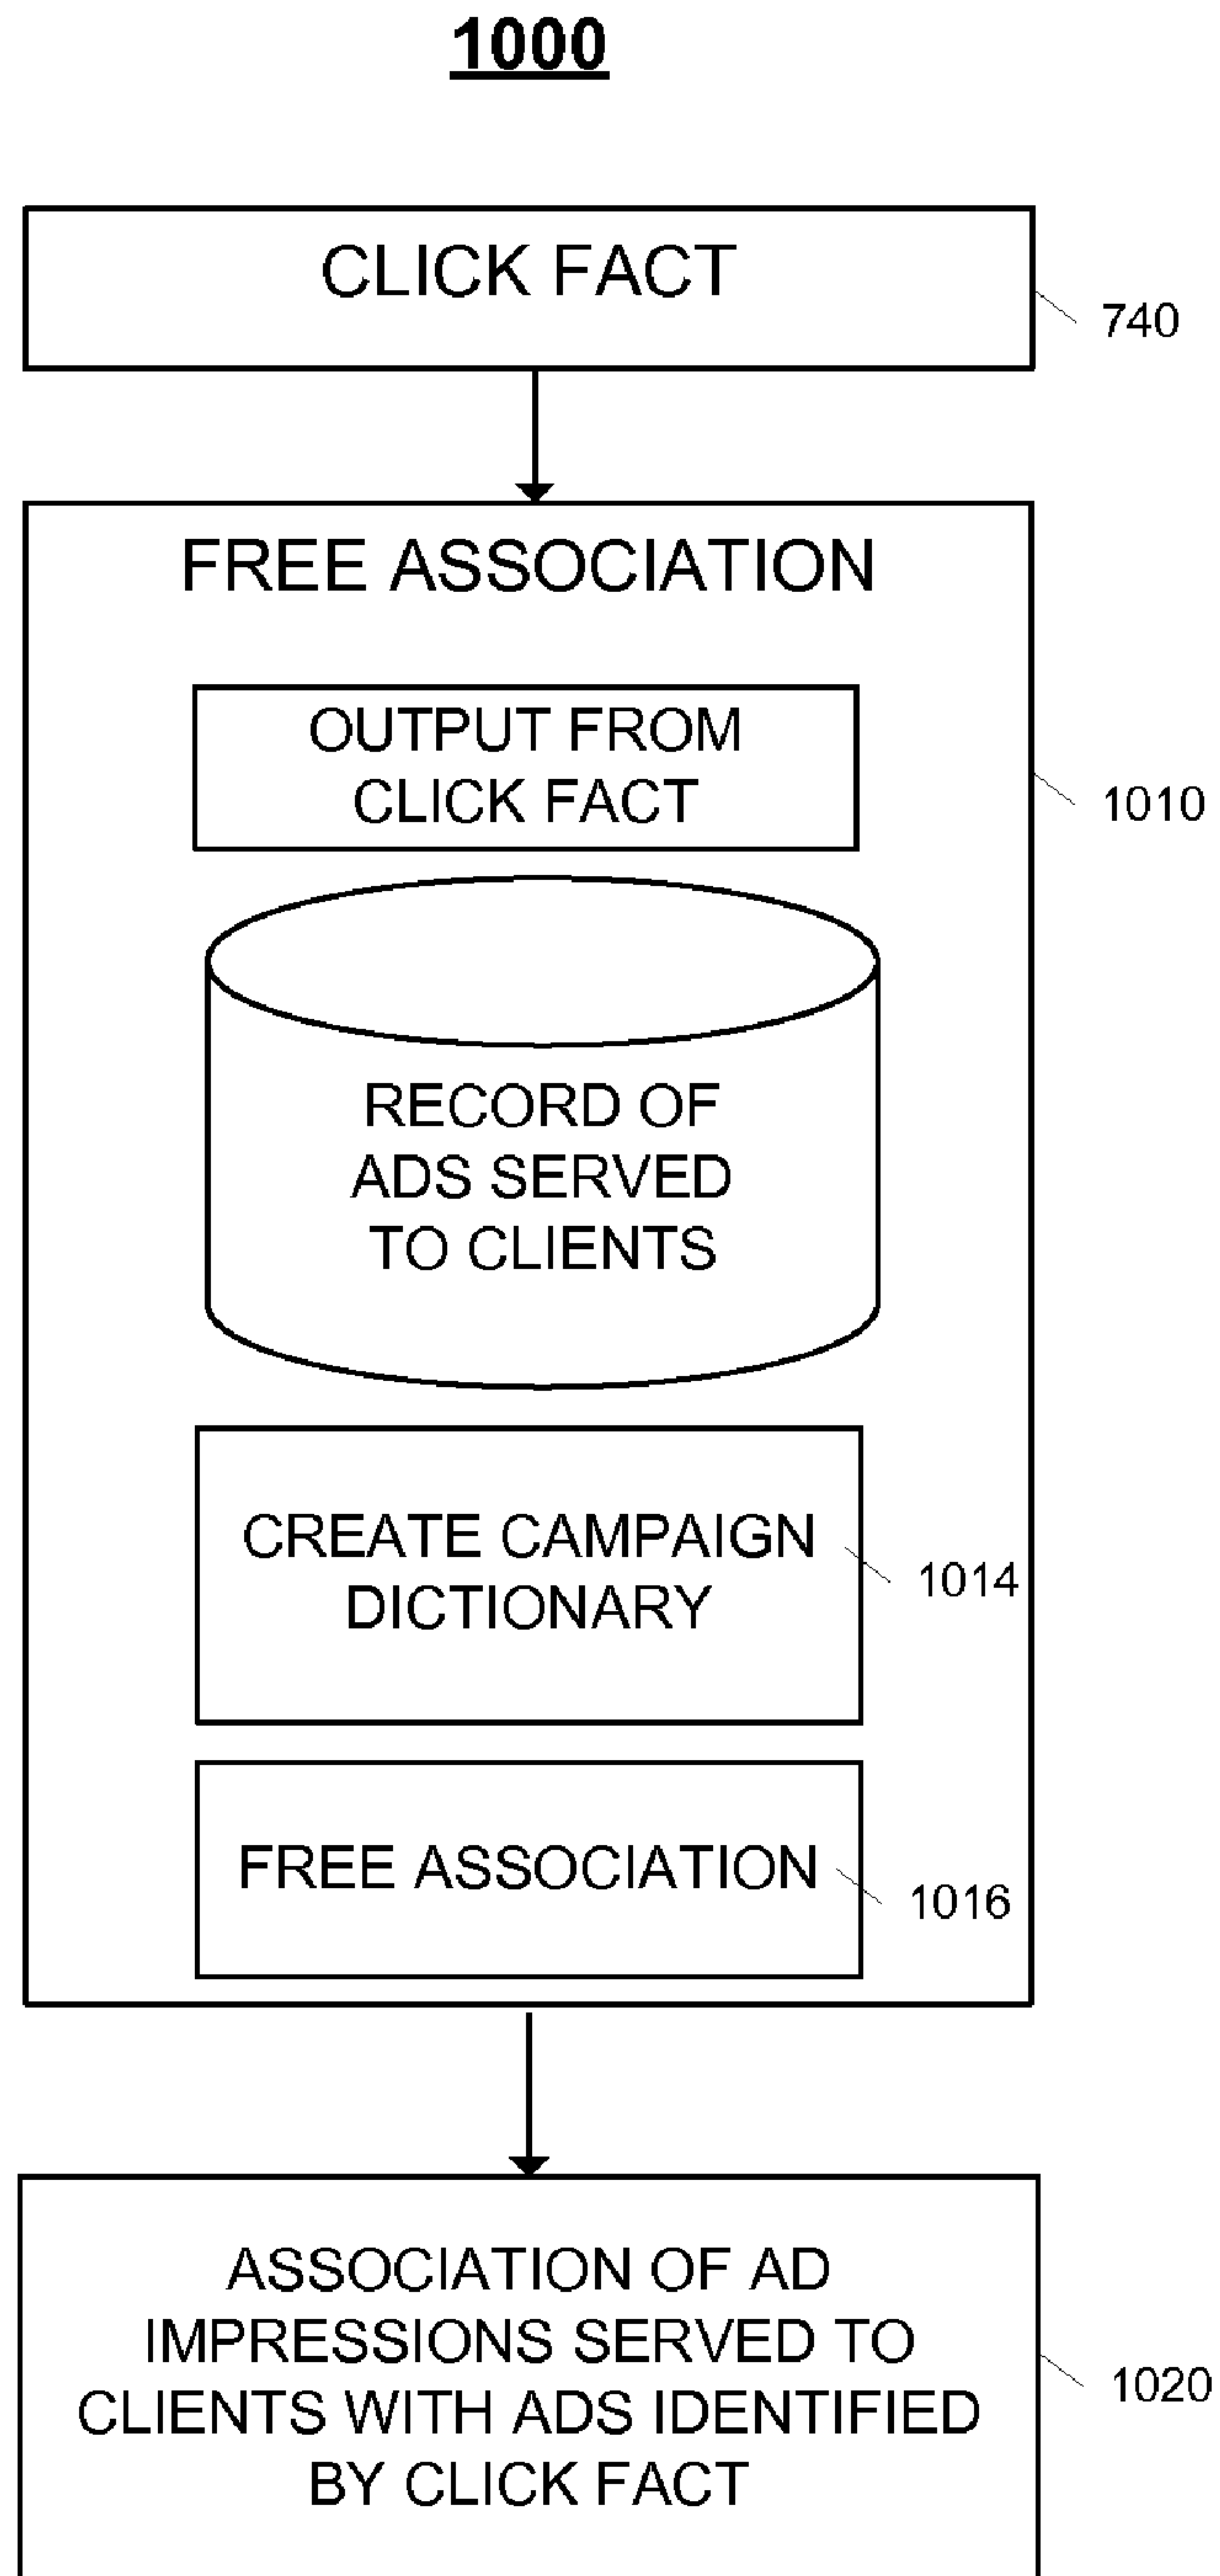 1000
CLICK FACT
740
FREE ASSOCIATION
OUTPUT FROM
CLICK FACT
1010
RECORD OF
ADS SERVED
TO CLIENTS
CREATE CAMPAIGN
DICTIONARY
1014
FREE ASSOCIATION
1016
ASSOCIATION OF AD
IMPRESSIONS SERVED TO
CLIENTS WITH ADS IDENTIFIED
BY CLICK FACT
1020